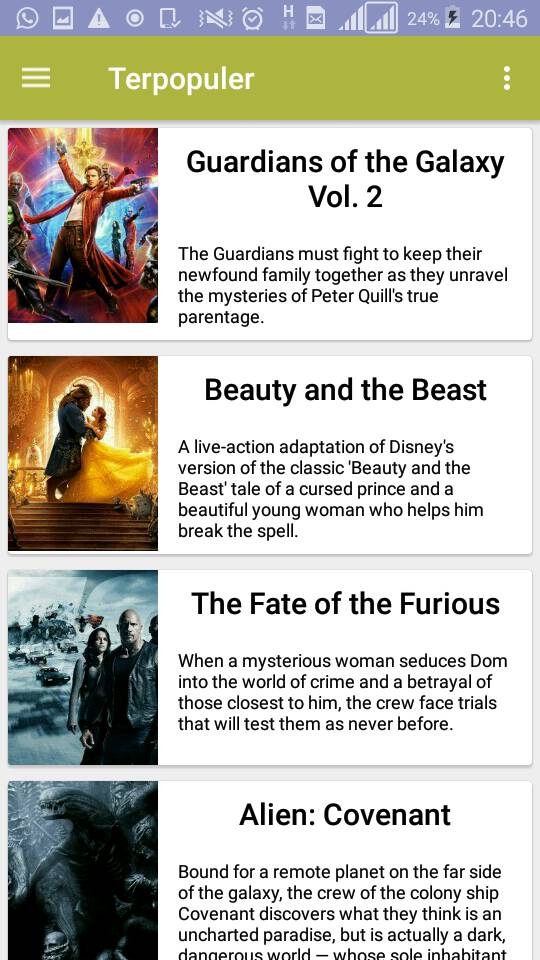 H 24% 20:46
Terpopuler
Guardians of the Galaxy
Vol. 2
The Guardians must fight to keep their
newfound family together as they unravel
the mysteries of Peter Quill's true
parentage.
Beauty and the Beast
A live-action adaptation of Disney's
version of the classic 'Beauty and the
Beast' tale of a cursed prince and a
beautiful young woman who helps him
break the spell.
The Fate of the Furious
When a mysterious woman seduces Dom
into the world of crime and a betrayal of
those closest to him, the crew face trials
that will test them as never before.
Alien: Covenant
Bound for a remote planet on the far side
of the galaxy, the crew of the colony ship
Covenant discovers what they think is an
uncharted paradise, but is actually a dark,
dangerous world — whose sole inhabitant